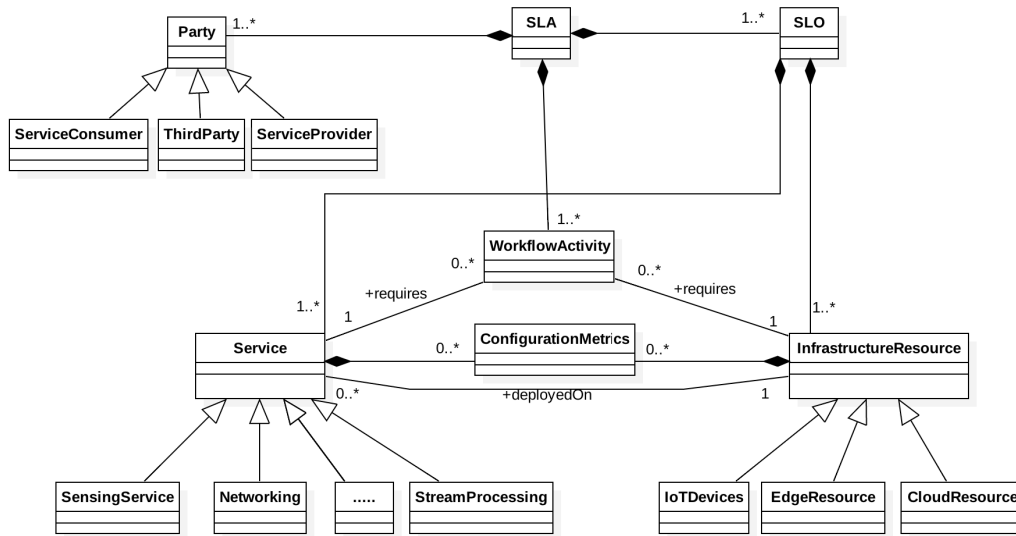 SLA
SLO
Party
1..*
1..*
ServiceConsumer
ThirdParty
ServiceProvider
1..*
WorkflowActivity
0..*
0..*
+requires
+requires
1..*
1
1
1..*
Service
ConfigurationMetrics
InfrastructureResource
0..*
0..*
0..*
+deployedOn
1
SensingService
Networking
.....
StreamProcessing
IoTDevices
EdgeResource
CloudResource